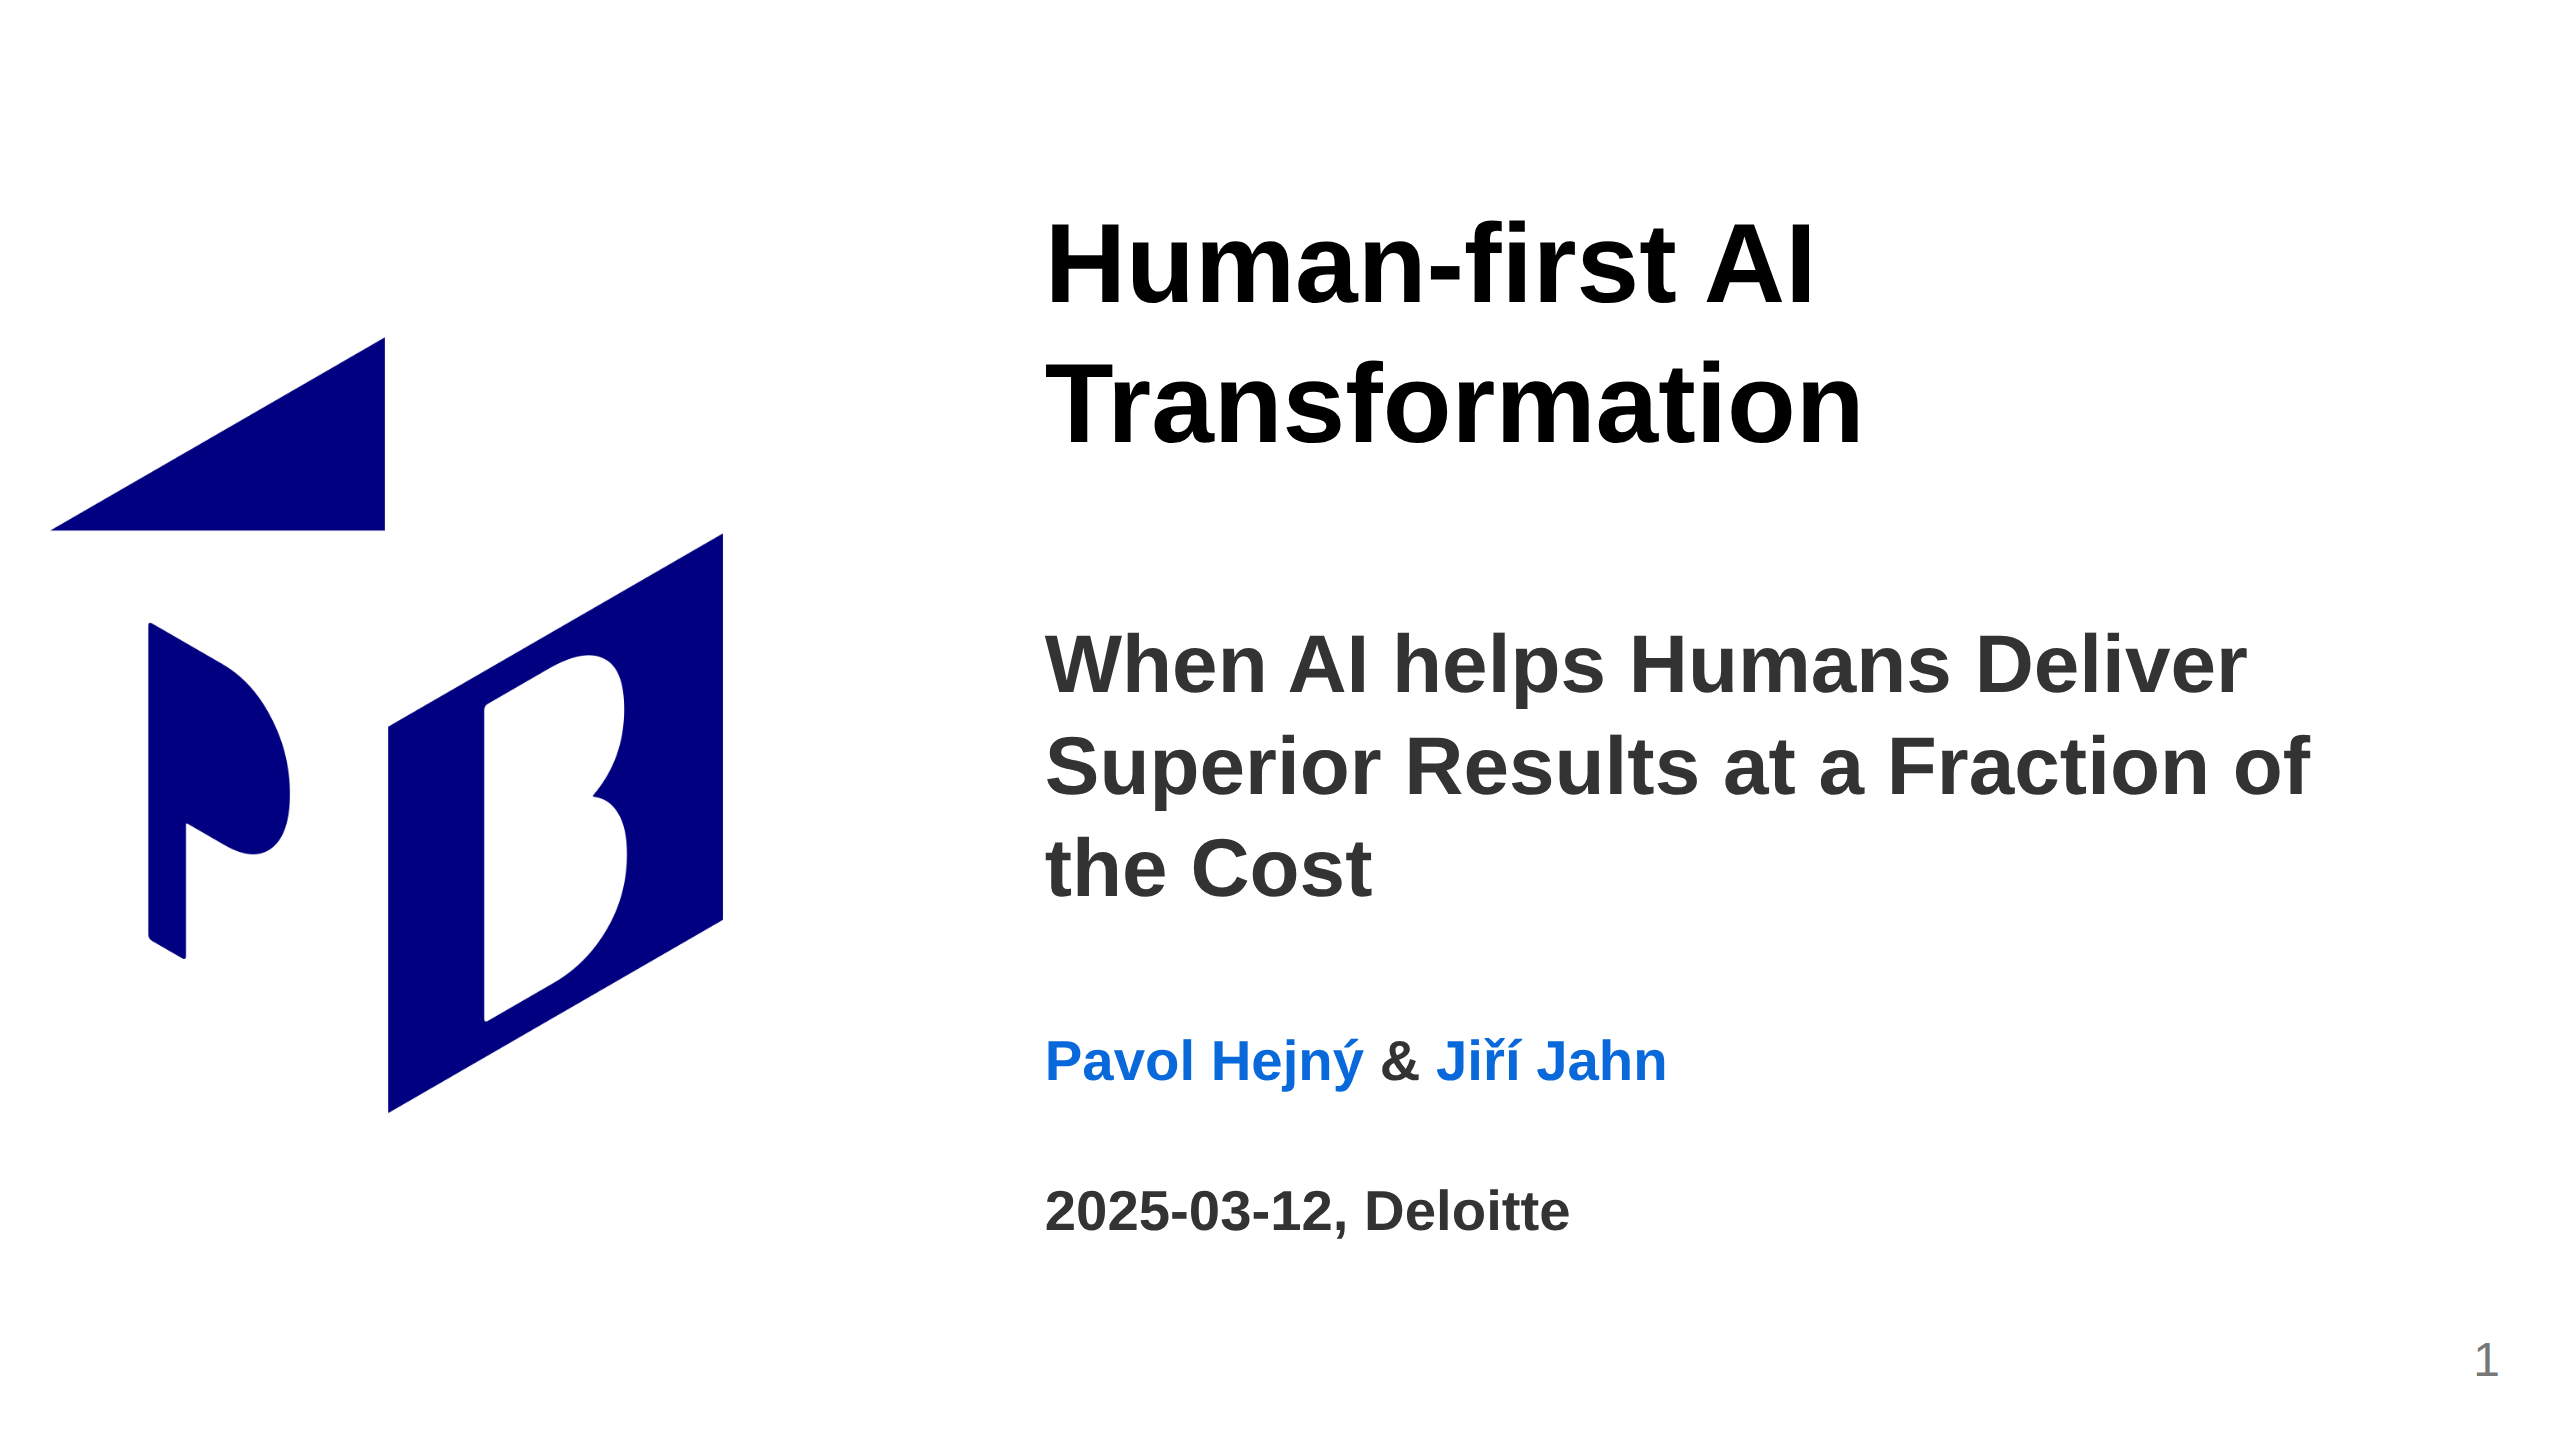 Human-first AI
Transformation
When AI helps Humans Deliver
Superior Results at a Fraction of
the Cost
Pavol Hejný & Jiří Jahn
2025-03-12, Deloitte
PB
1